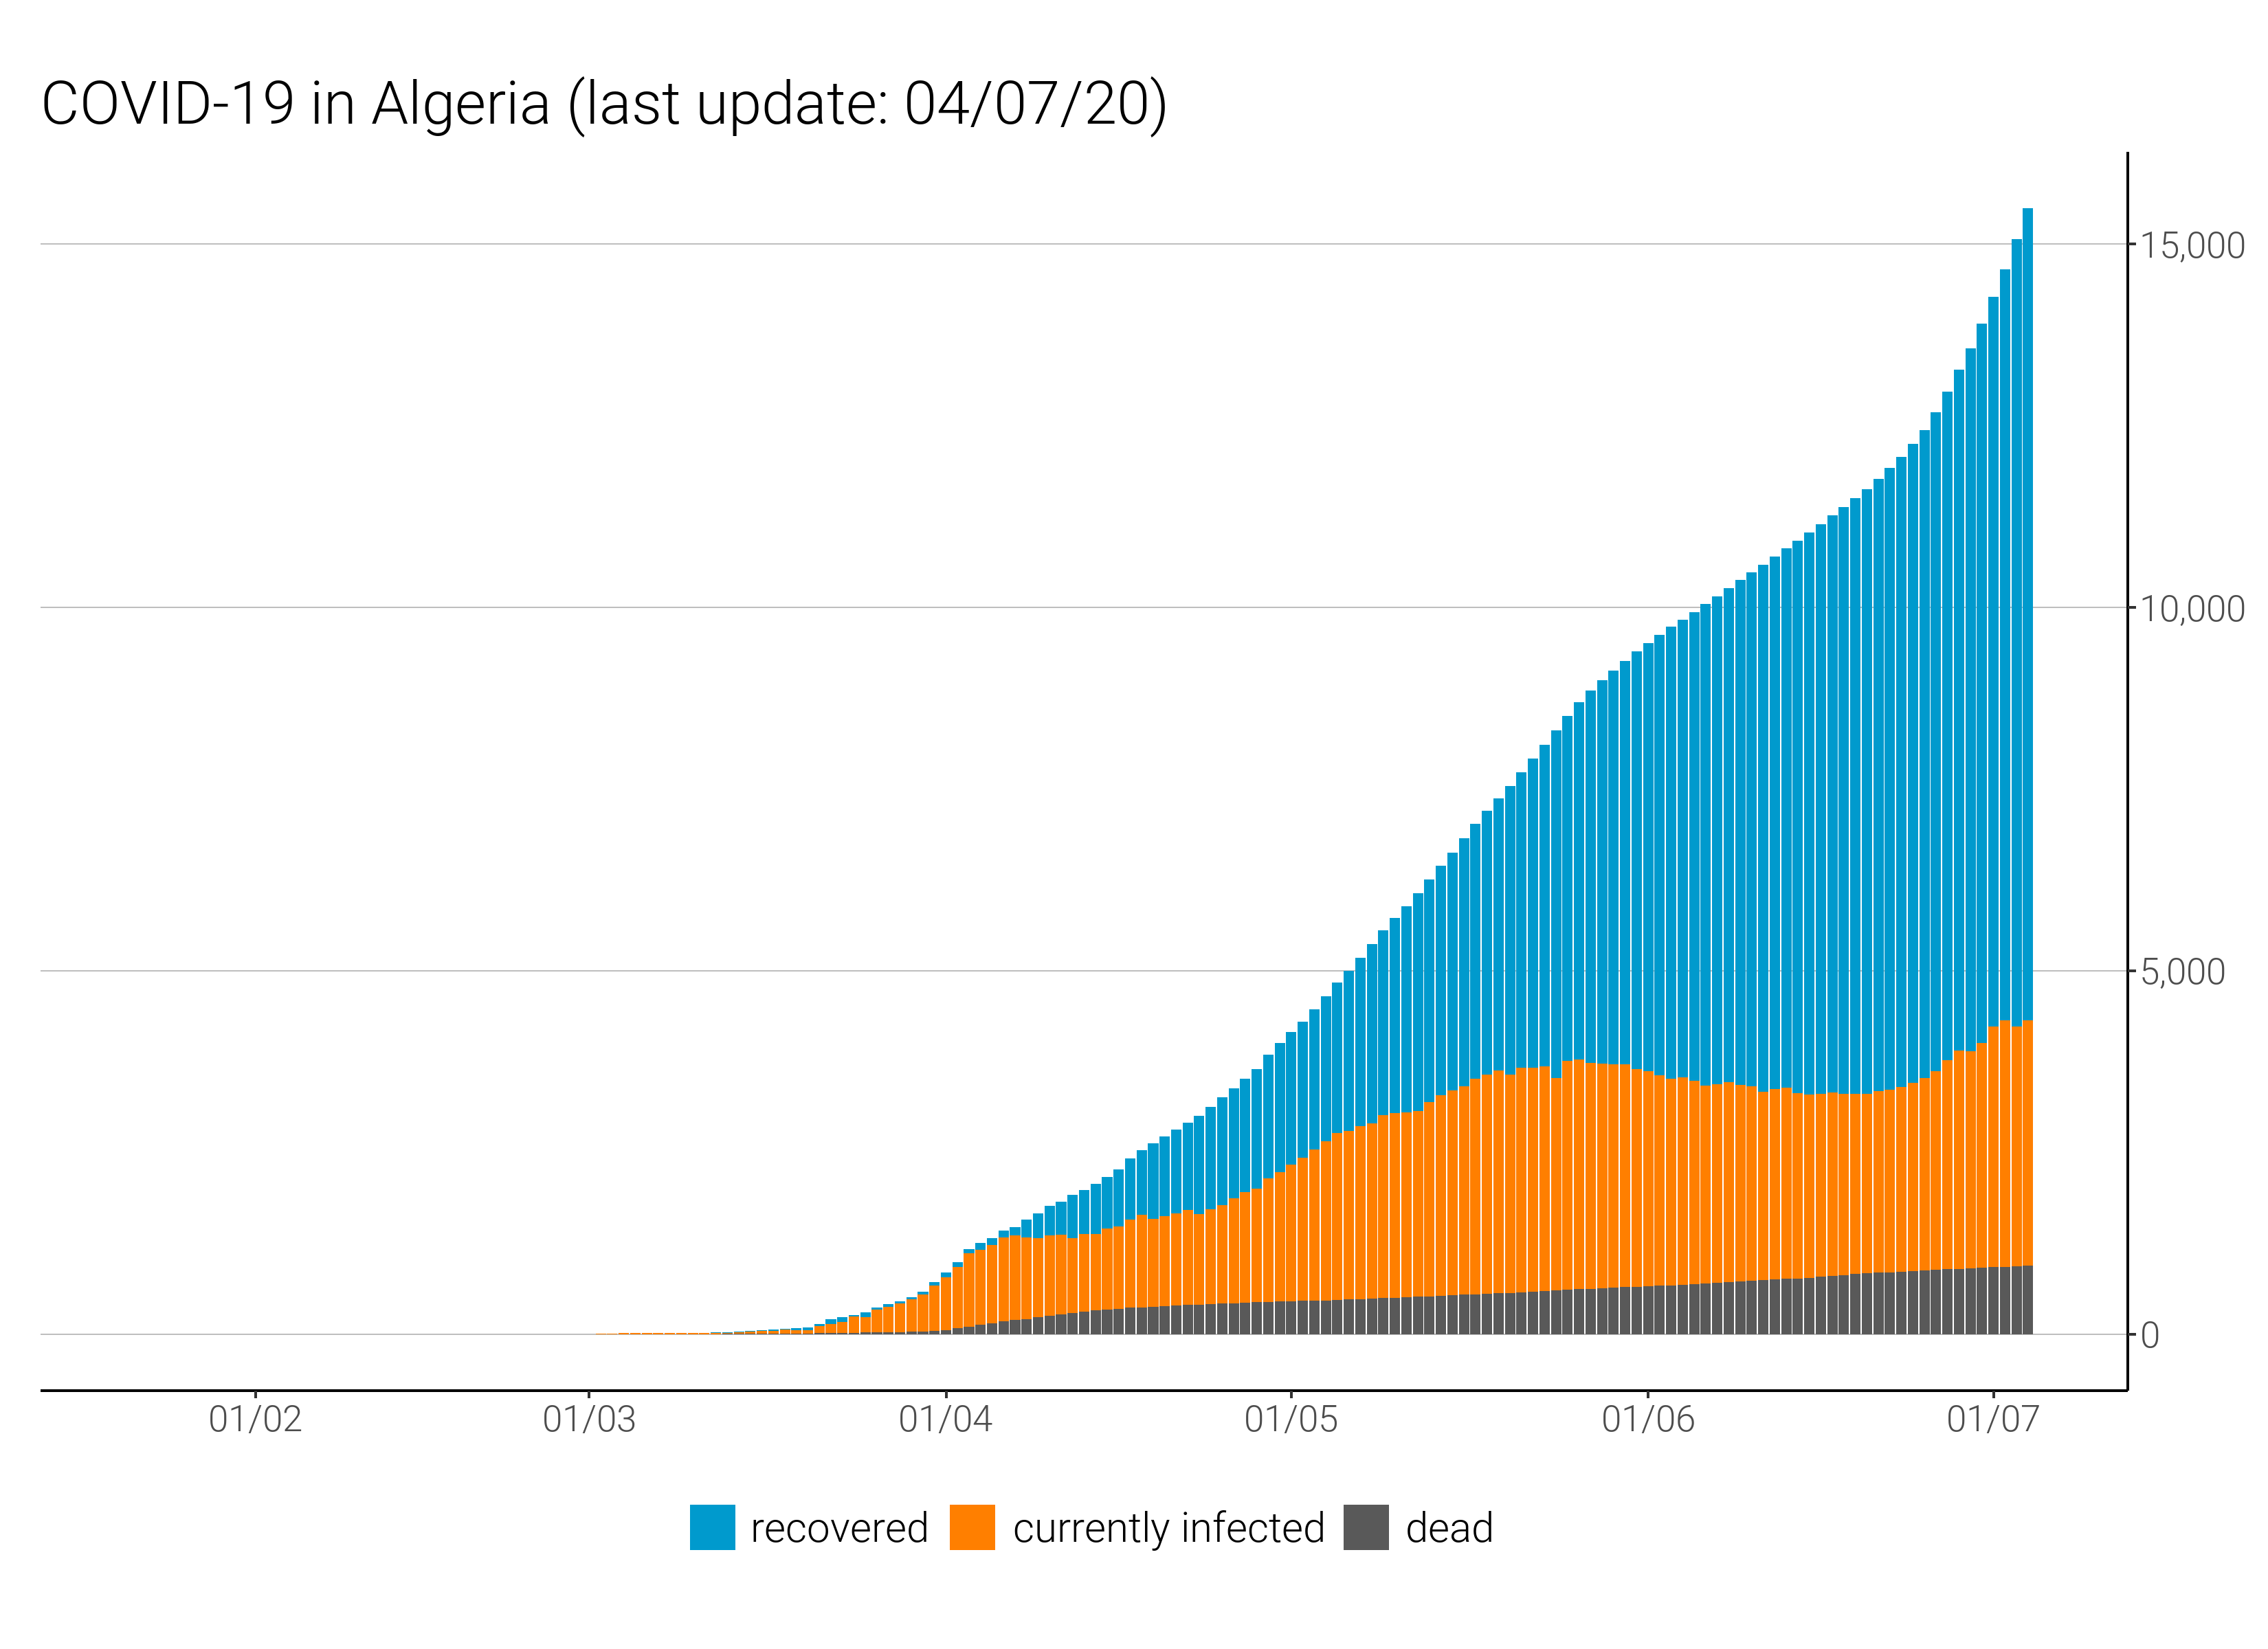 COVID-19 in Algeria (last update: 04/07/20)
15,000
10,000
5,000
0
01/02 01/03 01/04 01/05 01/06 01/07
recovered currently infected dead